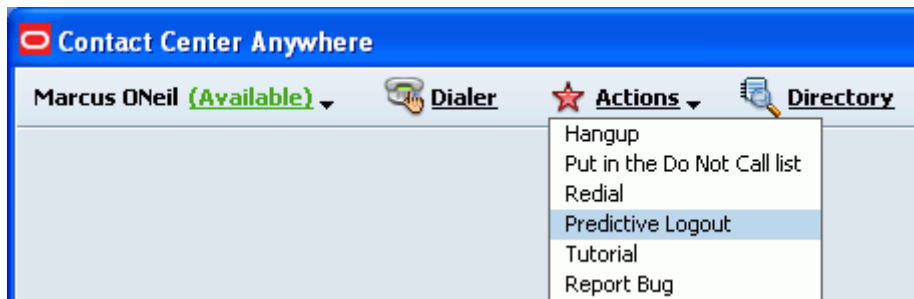 Contact Center Anywhere
Marcus ONeil (Available) Dialer Actions Directory
Hangup
Put in the Do Not Call list
Redial
Predictive Logout
Tutorial
Report Bug